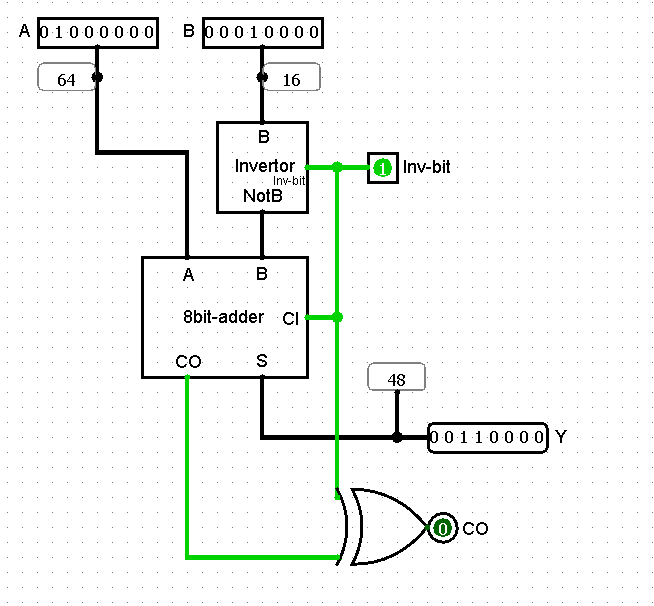 A 0 1 0 0 0 0 0 0
B 0 0 0 1 0 0 0 0
64
16
B
Invertor
Inv-bit
NotB
1
Inv-bit
A
B
8bit-adder
CI
CO
S
48
0 0 1 1 0 0 0 0 Y
0 CO